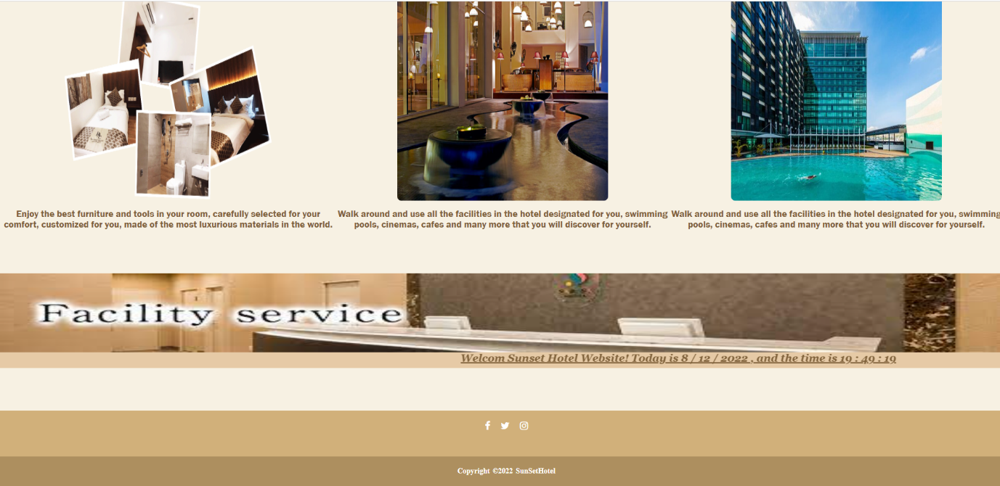 Enjoy the best furniture and tools in your room, carefully selected for your
comfort, customized for you, made of the most luxurious materials in the world.
Walk around and use all the facilities in the hotel designated for you, swimming
pools, cinemas, cafes and many more that you will discover for yourself.
Walk around and use all the facilities in the hotel designated for you, swimming
pools, cinemas, cafes and many more that you will discover for yourself.
Facility service
Welcom Sunset Hotel Website! Today is 8 / 12 / 2022 , and the time is 19 : 49 : 19
Copyright ©2022 SunSetHotel